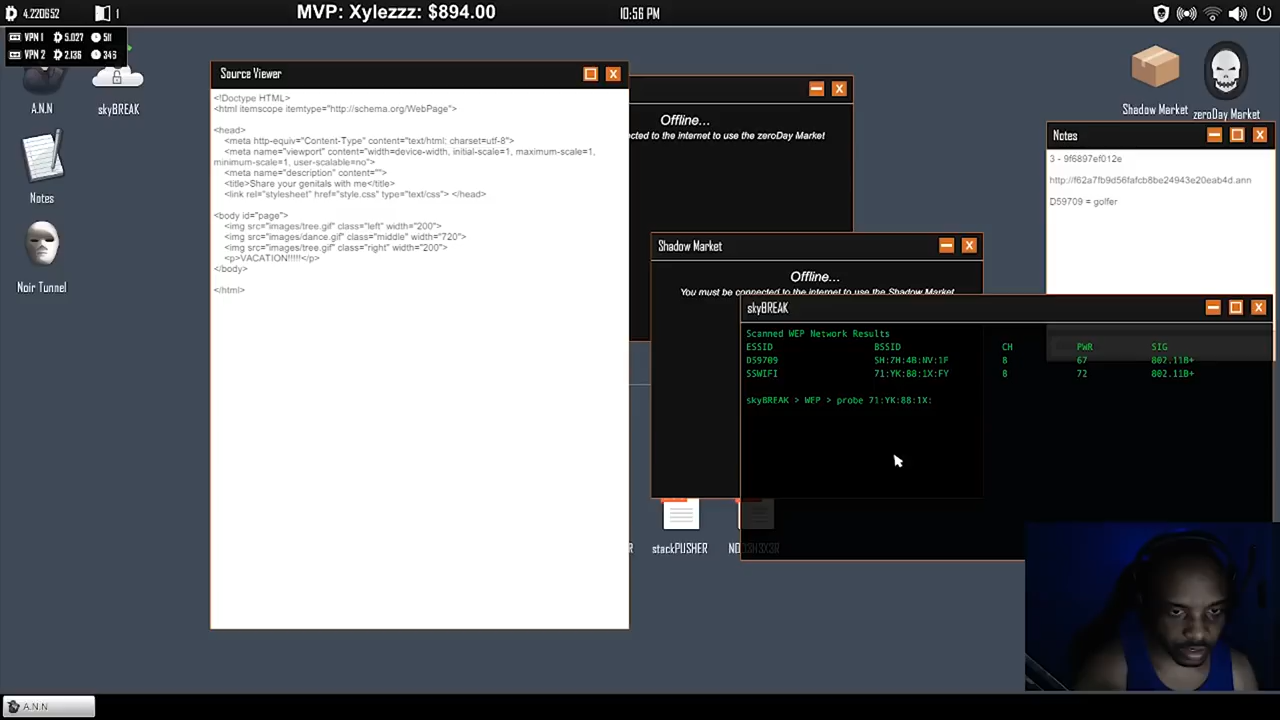 4.220652
1
MVP: Xylezzz: $894.00
10:56 PM
VPN 1 5.027 511
VPN 2 2.136 346
A.N.N
skyBREAK
Notes
Noir Tunnel
Shadow Market
zeroDay Market
Source Viewer
<!Doctype HTML>
<html itemscope itemtype="http://schema.org/WebPage">
<head>
<meta http-equiv="Content-Type" content="text/html; charset=utf-8">
<meta name="viewport" content="width=device-width, initial-scale=1, maximum-scale=1,
minimum-scale=1, user-scalable=no">
<meta name="description" content="">
<title>Share your genitals with me</title>
<link rel="stylesheet" href="style.css" type="text/css"> </head>
<body id="page">
<img src="images/tree.gif" class="left" width="200">
<img src="images/dance.gif" class="middle" width="720">
<img src="images/tree.gif" class="right" width="200">
<p>VACATION!!!!!</p>
</body>
</html>
Offline...
cted to the internet to use the zeroDay Market
Notes
3 - 9f6897ef012e
http://f62a7fb9d56fafcb8be24943e20eab4d.ann
D59709 = golfer
Shadow Market
Offline...
You must be connected to the internet to use the Shadow Market
skyBREAK
Scanned WEP Network Results
ESSID BSSID CH PWR SIG
D59709 5H:7H:4B:NV:1F 8 67 802.11B+
SSWIFI 71:YK:88:1X:FY 8 72 802.11B+
skyBREAK > WEP > probe 71:YK:88:1X:
R
stackPUSHER
A.N.N